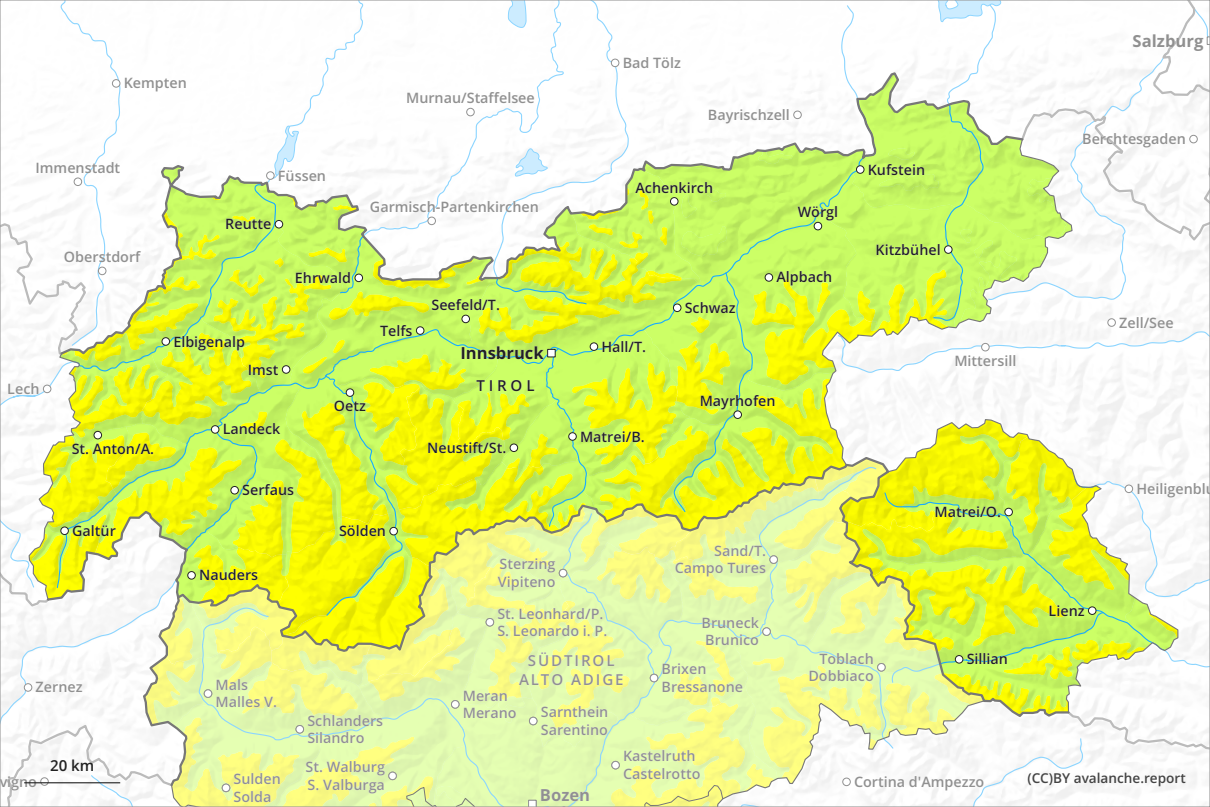 Salzburg
Bad Tölz
Kempten
Murnau/Staffelsee
Bayrischzell
Berchtesgaden
Immenstadt
Füssen
Kufstein
Achenkirch
Garmisch-Partenkirchen
Wörgl
Reutte
Kitzbühel
Oberstdorf
Ehrwald
Alpbach
Seefeld/T.
Schwaz
Telfs
Zell/See
Elbigenalp
Innsbruck
Hall/T.
Mittersill
Imst
TIROL
Lech
Oetz
Mayrhofen
Landeck
Matrei/B.
St. Anton/A.
Neustift/St.
Serfaus
Heiligenblu
Matrei/O.
Galtür
Sölden
Sand/T.
Campo Tures
Sterzing
Vipiteno
Nauders
Lienz
St. Leonhard/P.
S. Leonardo i. P.
Bruneck
Brunico
Sillian
SÜDTIROL
ALTO ADIGE
Toblach
Dobbiaco
Brixen
Bressanone
Zernez
Mals
Malles V.
Meran
Merano
Sarnthein
Sarentino
Schlanders
Silandro
Kastelruth
Castelrotto
St. Walburg
S. Valburga
20 km
vigno
Sulden
Solda
Cortina d'Ampezzo
(CC)BY avalanche.report
Bozen